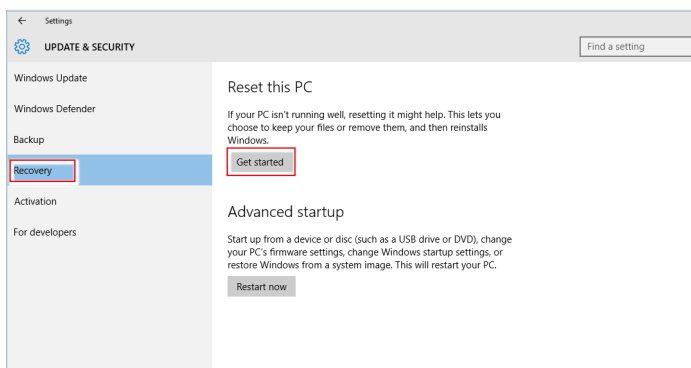 Settings
UPDATE & SECURITY
Find a setting
Windows Update
Windows Defender
Backup
Recovery
Activation
For developers
Reset this PC
If your PC isn't running well, resetting it might help. This lets you
choose to keep your files or remove them, and then reinstalls
Windows.
Get started
Advanced startup
Start up from a device or disc (such as a USB drive or DVD), change
your PC's firmware settings, change Windows startup settings, or
restore Windows from a system image. This will restart your PC.
Restart now